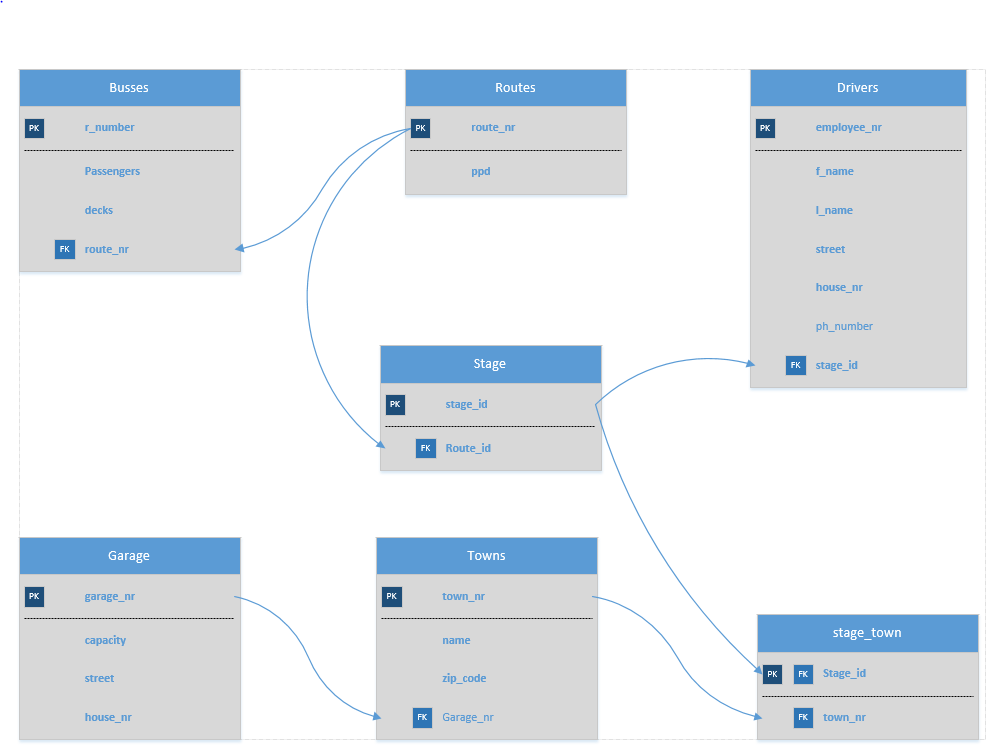 Busses
PK r_number
Passengers
decks
FK route_nr
Routes
PK route_nr
ppd
Drivers
PK employee_nr
f_name
l_name
street
house_nr
ph_number
FK stage_id
Stage
PK stage_id
FK Route_id
Garage
PK garage_nr
capacity
street
house_nr
Towns
PK town_nr
name
zip_code
FK Garage_nr
stage_town
PK FK Stage_id
FK town_nr